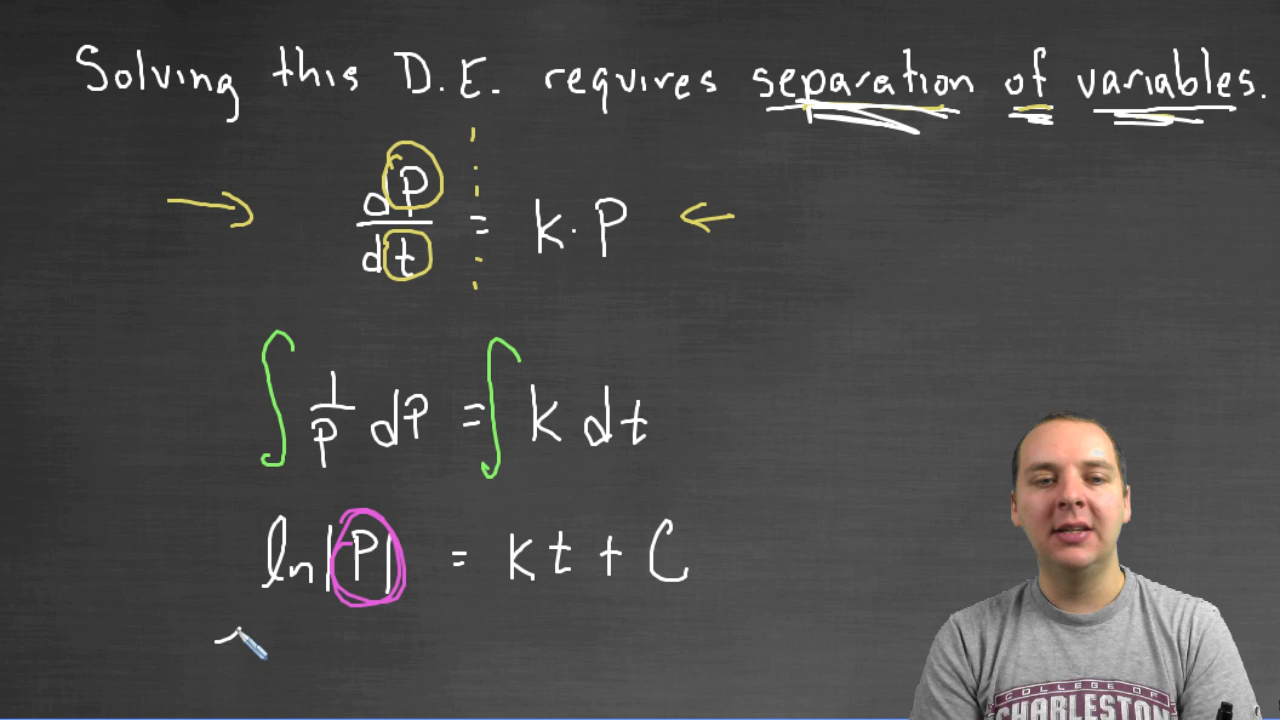 Solving this D.E. requires separation of variables.
dP/dt = k · P
∫ 1/P dP = ∫ k dt
ln|P| = kt + C
COLLEGE OF
CHARLESTON